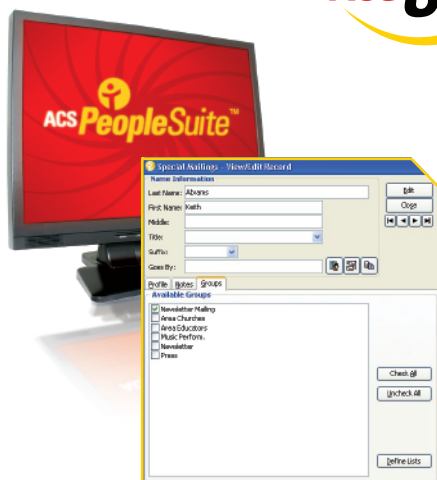 ACS PeopleSuite™
Special Mailings - View/Edit Record
Name Information
Last Name: Abrams
First Name: Keith
Middle:
Title:
Suffix:
Goes By:
Edit
Close
Profile Notes Groups
Available Groups
Newsletter Mailing
Area Churches
Area Educators
Music Perform.
Newsletter
Press
Check All
Uncheck All
Define Lists